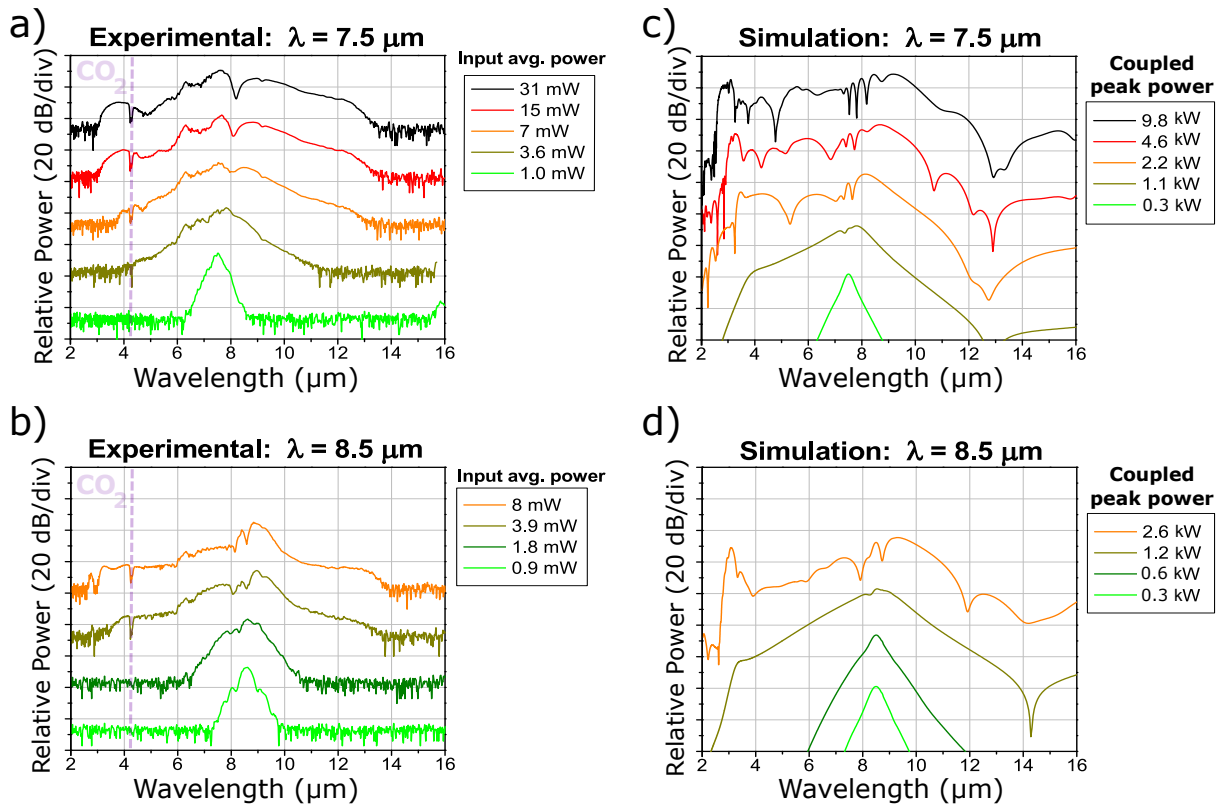 a)
Experimental: λ = 7.5 μm
CO2
Relative Power (20 dB/div)
2 4 6 8 10 12 14 16
Wavelength (μm)
Input avg. power
31 mW
15 mW
7 mW
3.6 mW
1.0 mW
c)
Simulation: λ = 7.5 μm
Relative Power (20 dB/div)
2 4 6 8 10 12 14 16
Wavelength (μm)
Coupled
peak power
9.8 kW
4.6 kW
2.2 kW
1.1 kW
0.3 kW
b)
Experimental: λ = 8.5 μm
CO2
Relative Power (20 dB/div)
2 4 6 8 10 12 14 16
Wavelength (μm)
Input avg. power
8 mW
3.9 mW
1.8 mW
0.9 mW
d)
Simulation: λ = 8.5 μm
Relative Power (20 dB/div)
2 4 6 8 10 12 14 16
Wavelength (μm)
Coupled
peak power
2.6 kW
1.2 kW
0.6 kW
0.3 kW